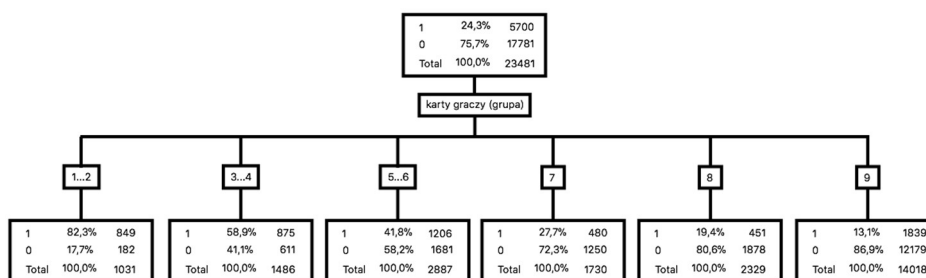 1 24,3% 5700
0 75,7% 17781
Total 100,0% 23481
karty graczy (grupa)
1...2
3...4
5...6
7
8
9
1 82,3% 849
0 17,7% 182
Total 100,0% 1031
1 58,9% 875
0 41,1% 611
Total 100,0% 1486
1 41,8% 1206
0 58,2% 1681
Total 100,0% 2887
1 27,7% 480
0 72,3% 1250
Total 100,0% 1730
1 19,4% 451
0 80,6% 1878
Total 100,0% 2329
1 13,1% 1839
0 86,9% 12179
Total 100,0% 14018